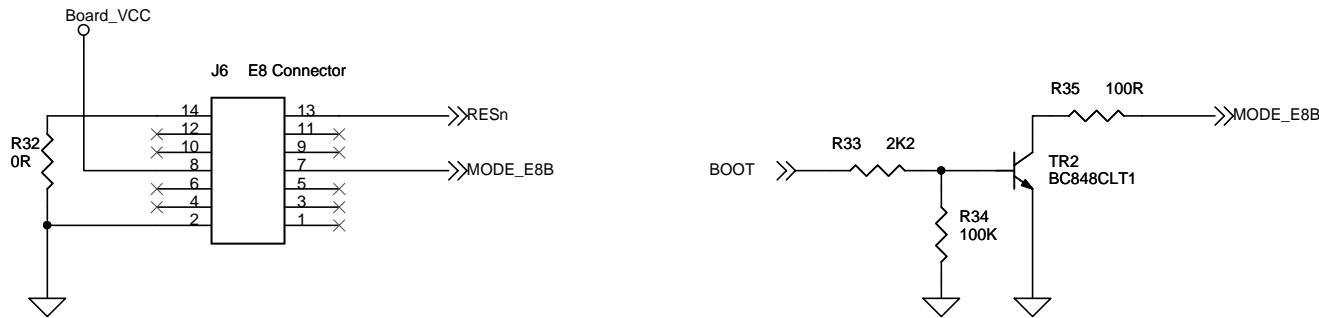 Board_VCC
J6 E8 Connector
14 13 RESn
12 11
10 9
8 7 MODE_E8B
6 5
4 3
2 1
R32
0R
R35 100R
MODE_E8B
R33 2K2
BOOT
TR2
BC848CLT1
R34
100K